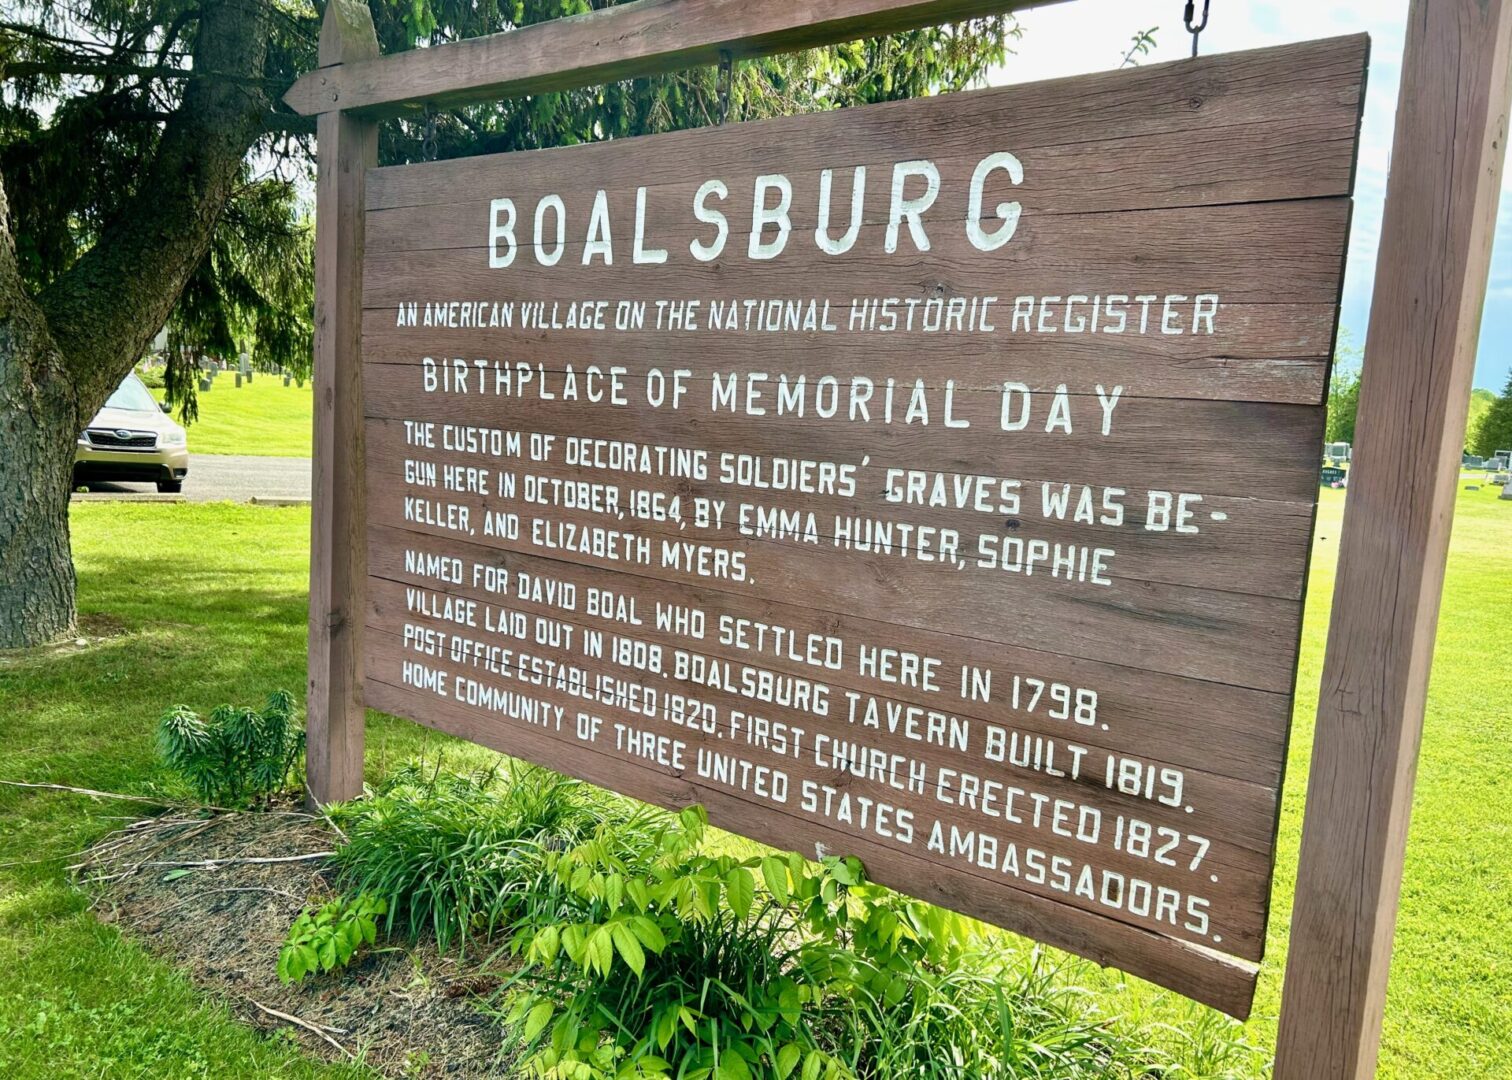 BOALSBURG
AN AMERICAN VILLAGE ON THE NATIONAL HISTORIC REGISTER
BIRTHPLACE OF MEMORIAL DAY
THE CUSTOM OF DECORATING SOLDIERS' GRAVES WAS BE-
GUN HERE IN OCTOBER, 1864, BY EMMA HUNTER, SOPHIE
KELLER, AND ELIZABETH MYERS.
NAMED FOR DAVID BOAL WHO SETTLED HERE IN 1798.
VILLAGE LAID OUT IN 1808. BOALSBURG TAVERN BUILT 1819.
POST OFFICE ESTABLISHED 1820. FIRST CHURCH ERECTED 1827.
HOME COMMUNITY OF THREE UNITED STATES AMBASSADORS.